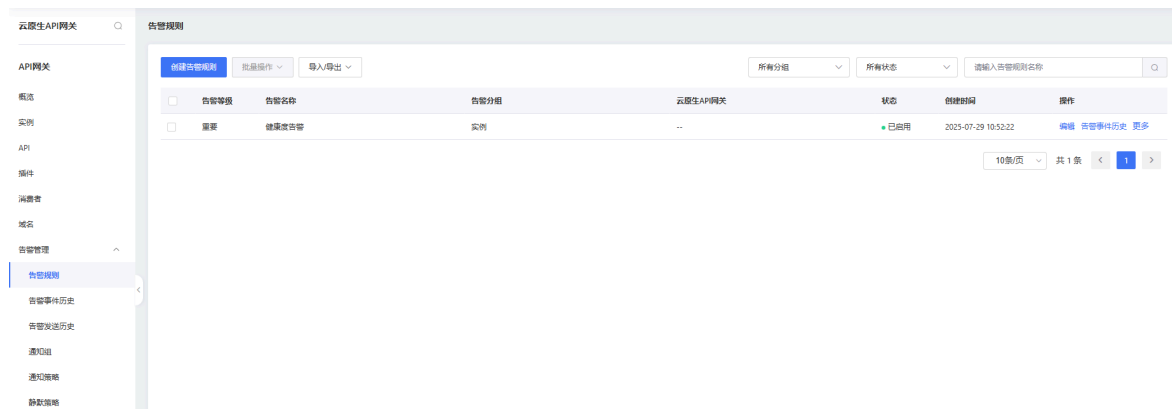 云原生API网关
告警规则
API网关
概览
实例
API
插件
消费者
域名
告警管理
告警规则
告警事件历史
告警发送历史
通知组
通知策略
静默策略
创建告警规则 批量操作 导入/导出 所有分组 所有状态 请输入告警规则名称
告警等级 告警名称 告警分组 云原生API网关 状态 创建时间 操作
重要 健康度告警 实例 -- 已启用 2025-07-29 10:52:22 编辑 告警事件历史 更多
10条/页 共 1 条 < 1 >